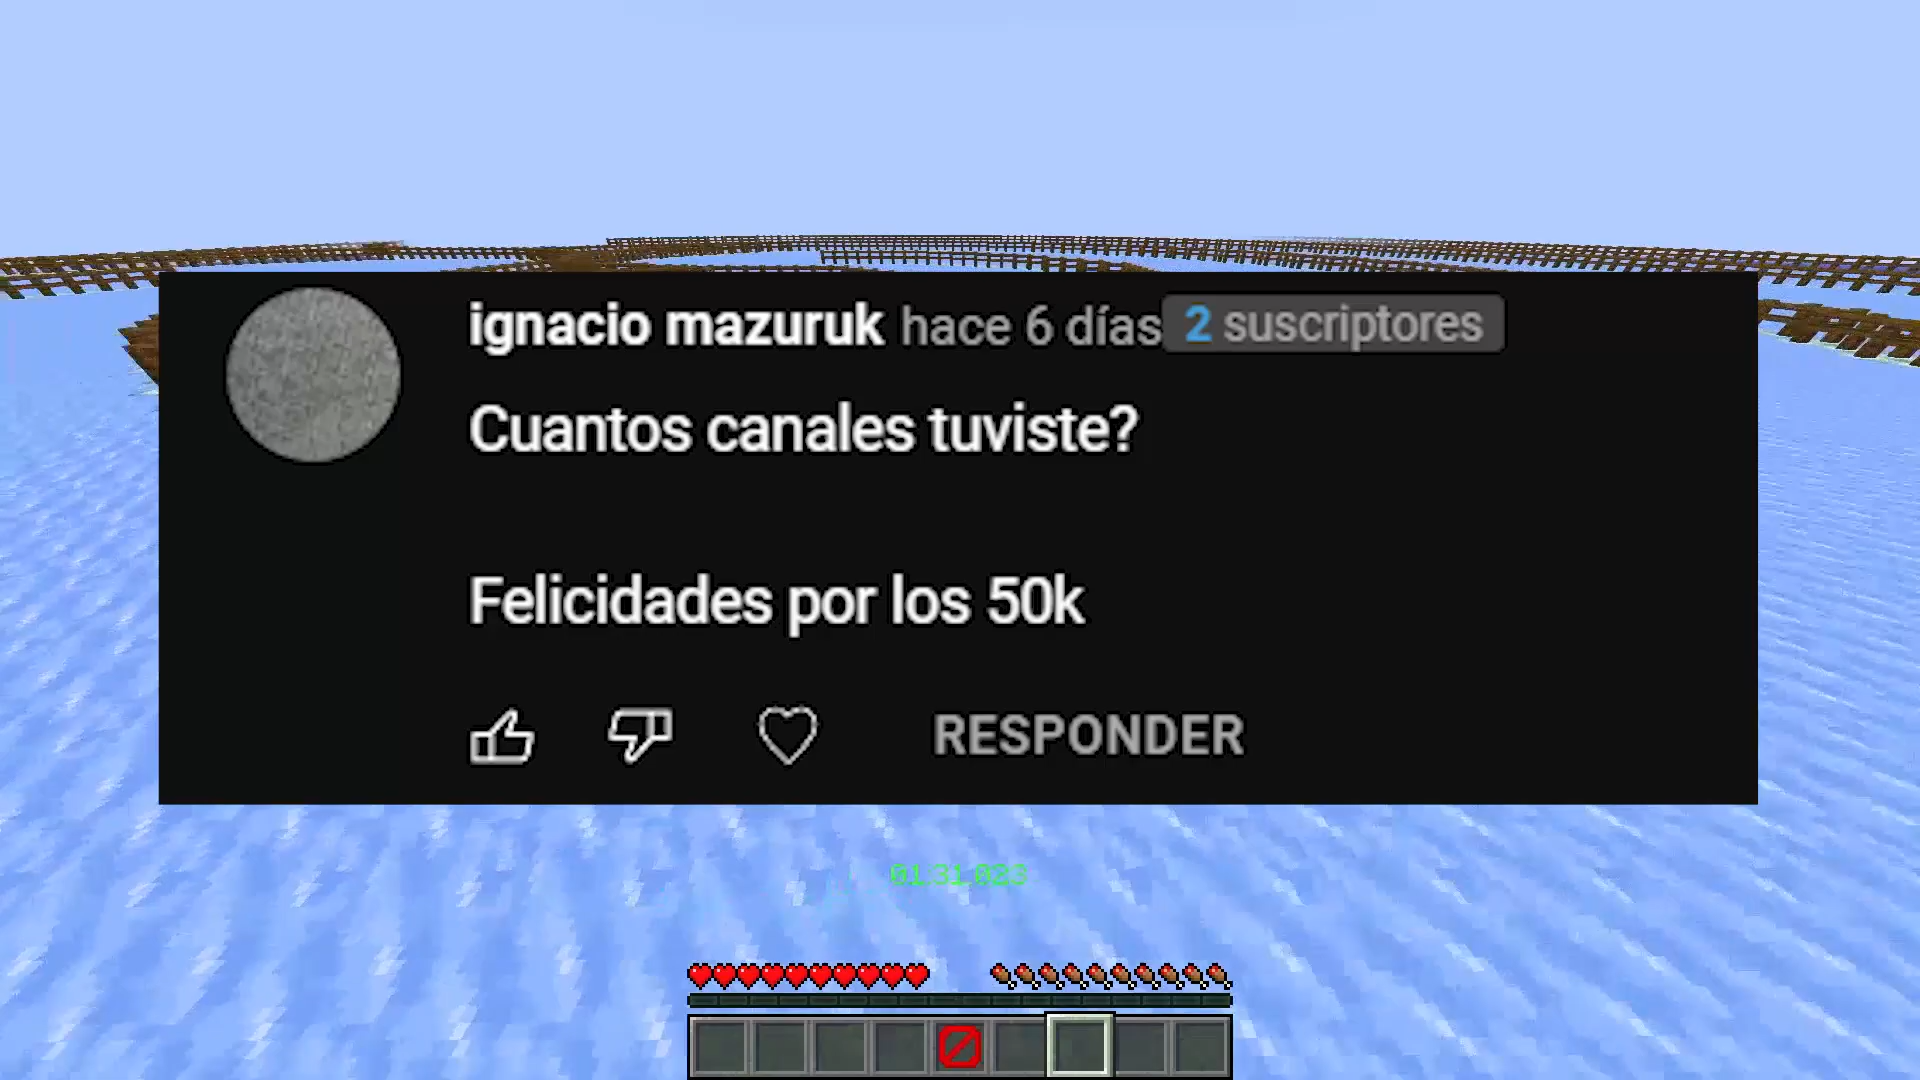 ignacio mazuruk hace 6 días 2 suscriptores
Cuantos canales tuviste?
Felicidades por los 50k
RESPONDER
01:31.023